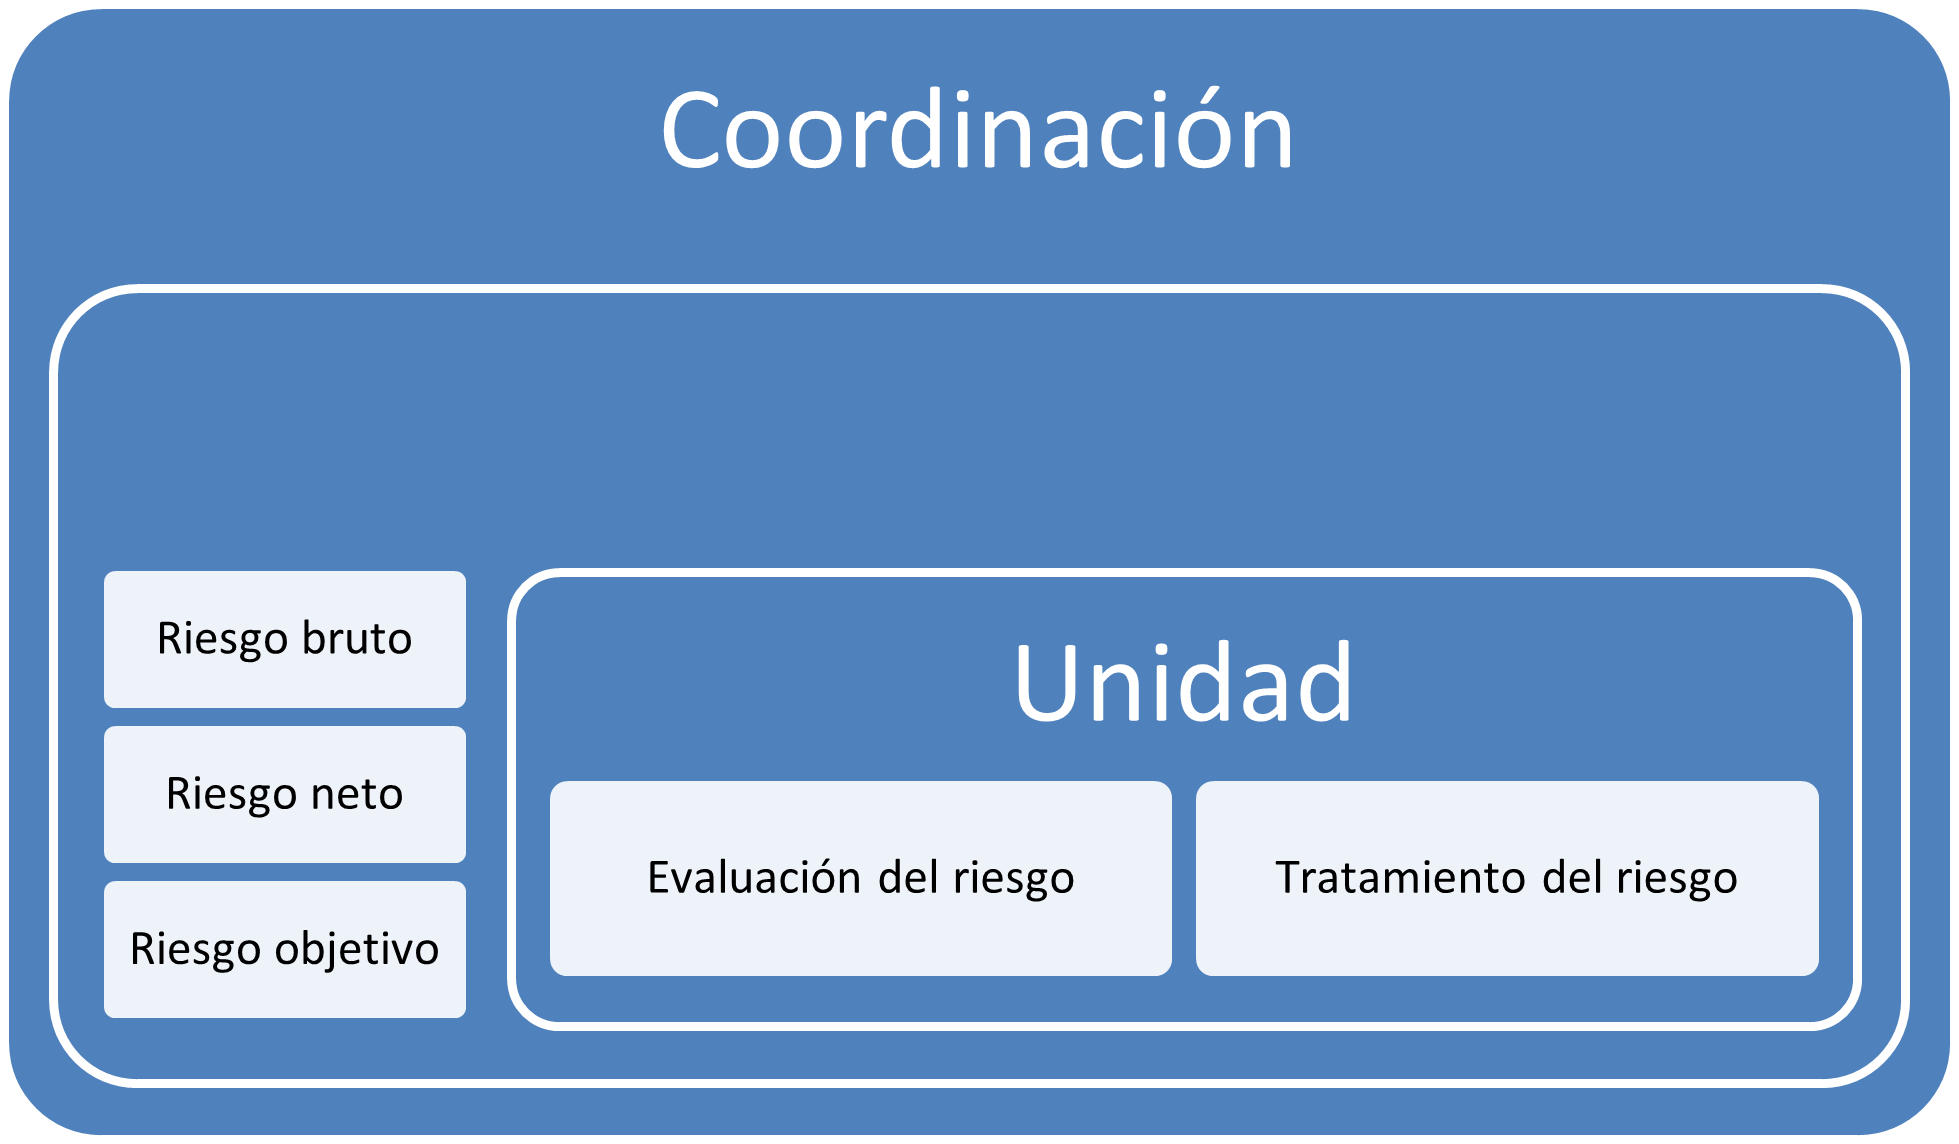 Coordinación
Riesgo bruto
Riesgo neto
Riesgo objetivo
Unidad
Evaluación del riesgo
Tratamiento del riesgo